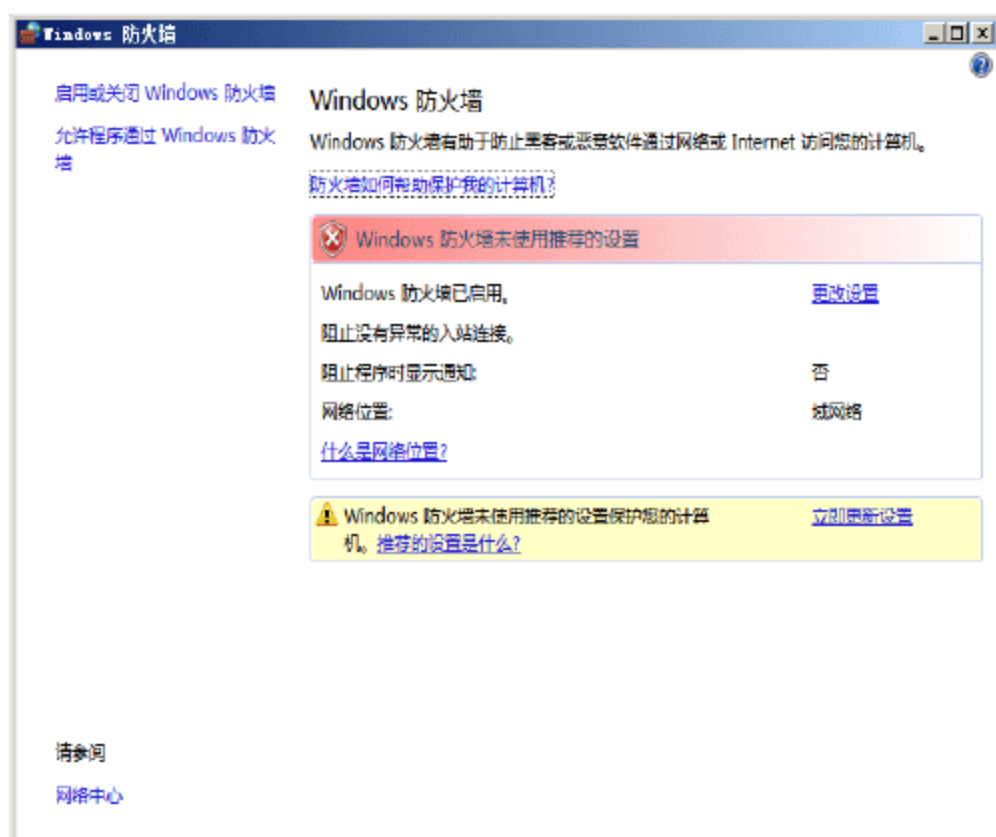 Windows 防火墙
启用或关闭 Windows 防火墙
允许程序通过 Windows 防火
墙
Windows 防火墙
Windows 防火墙有助于防止黑客或恶意软件通过网络或 Internet 访问您的计算机。
防火墙如何帮助保护我的计算机?
Windows 防火墙未使用推荐的设置
Windows 防火墙已启用。 更改设置
阻止没有异常的入站连接。
阻止程序时显示通知: 否
网络位置: 域网络
什么是网络位置?
Windows 防火墙未使用推荐的设置保护您的计算 立即更新设置
机。推荐的设置是什么?
请参阅
网络中心